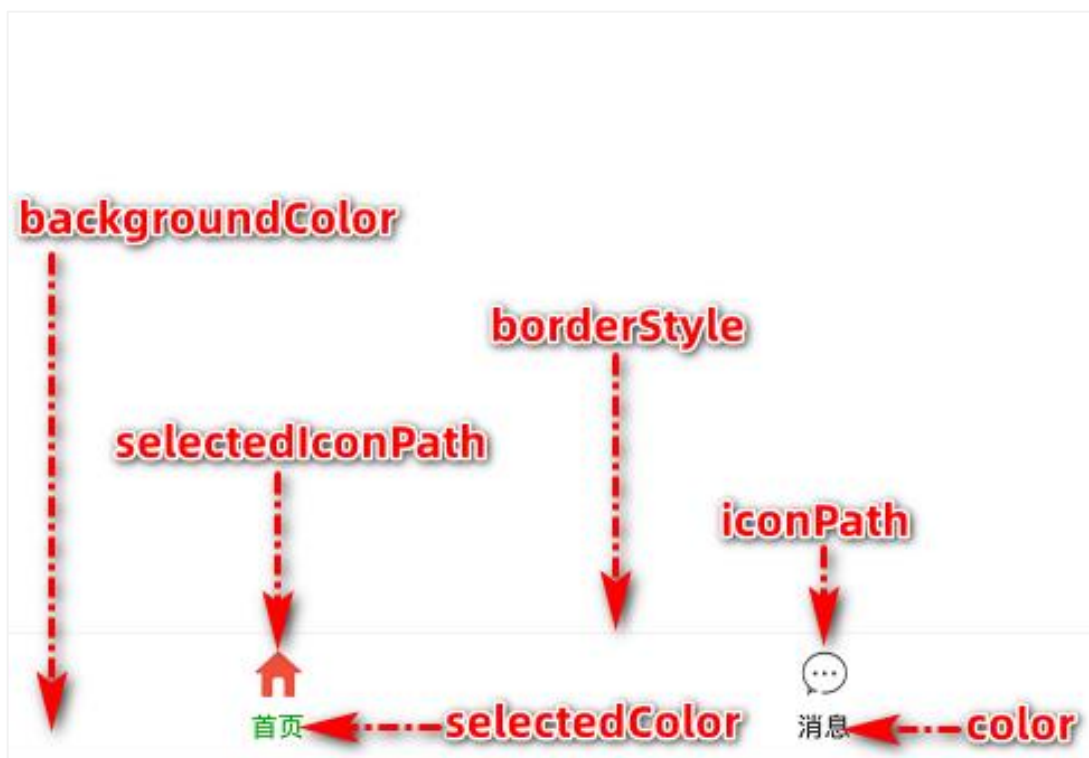 backgroundColor
borderStyle
selectedIconPath
iconPath
首页
selectedColor
消息
color